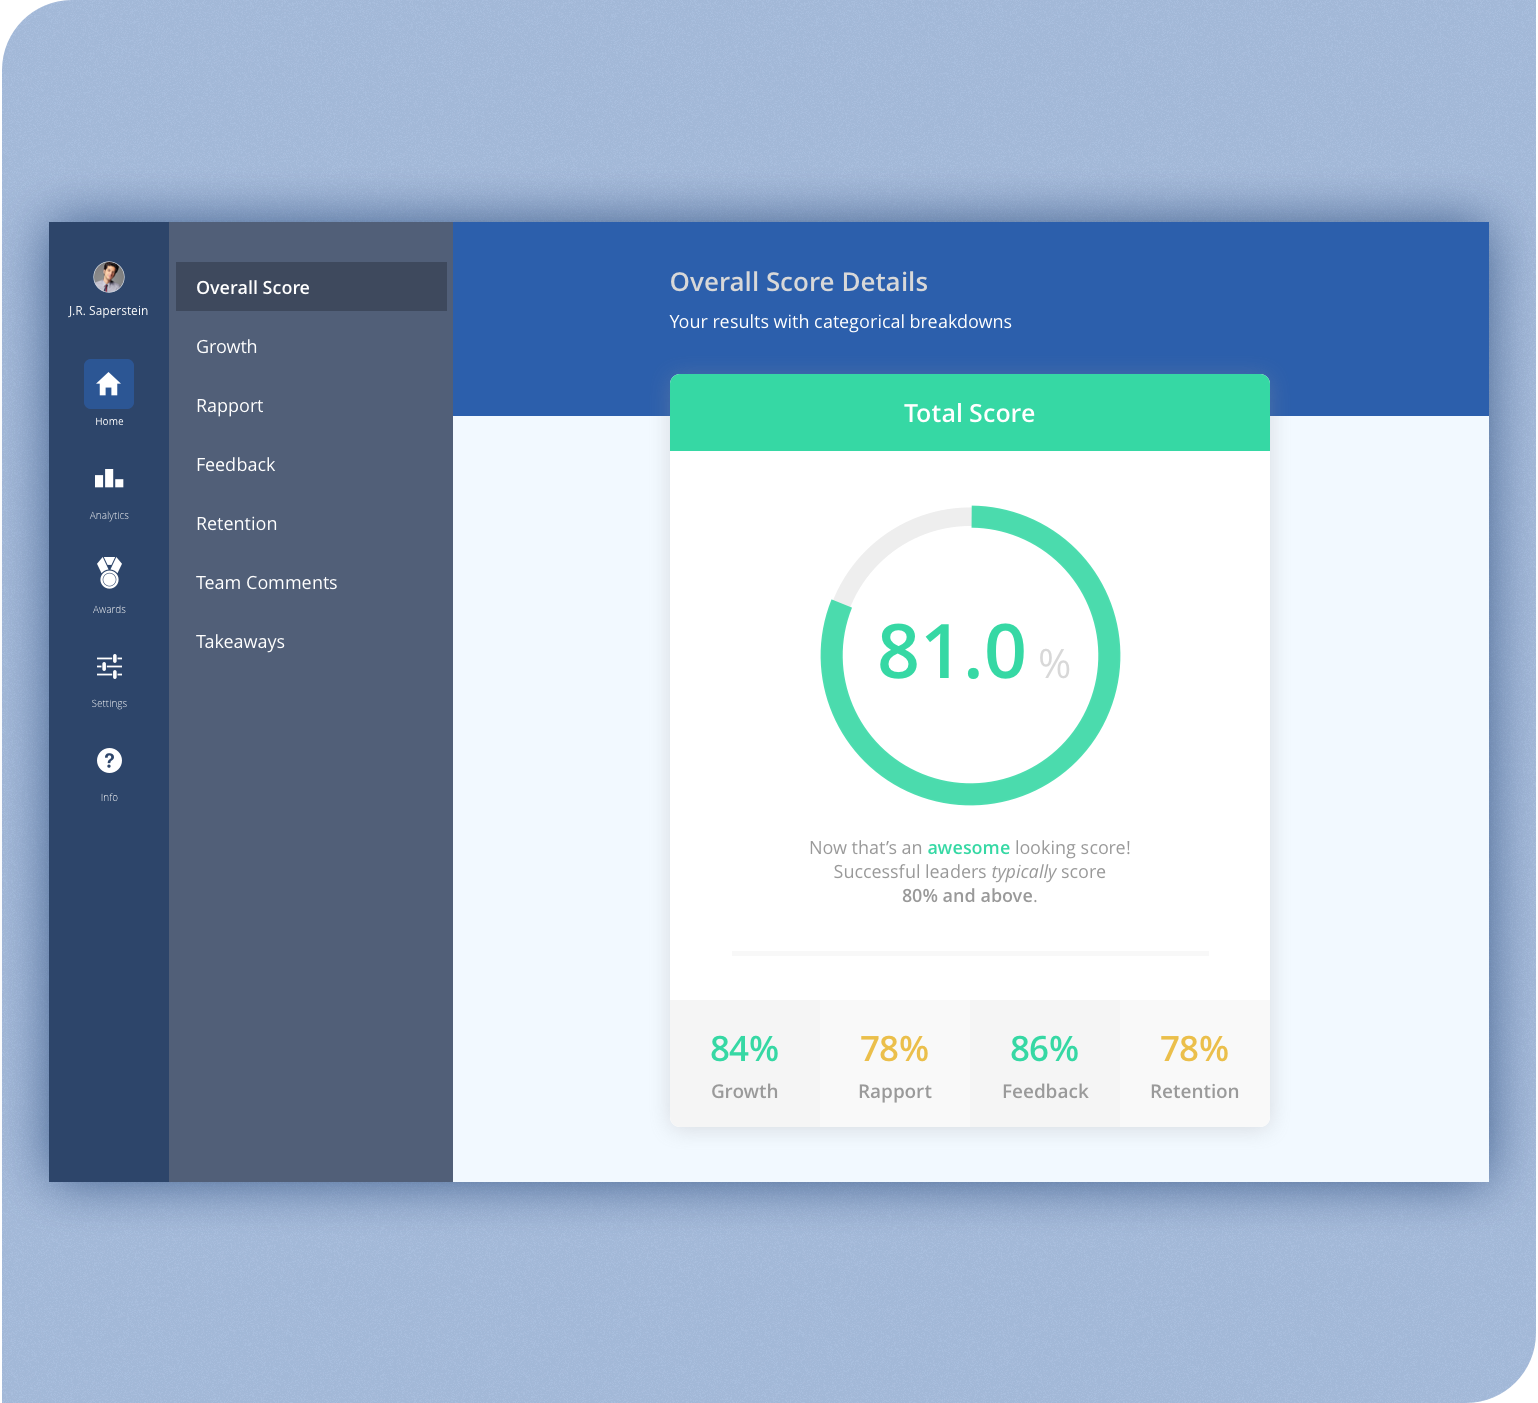 J.R. Saperstein
Home
Analytics
Awards
Settings
Info
Overall Score
Growth
Rapport
Feedback
Retention
Team Comments
Takeaways
Overall Score Details
Your results with categorical breakdowns
Total Score
81.0 %
Now that’s an awesome looking score!
Successful leaders typically score
80% and above.
84%
Growth
78%
Rapport
86%
Feedback
78%
Retention